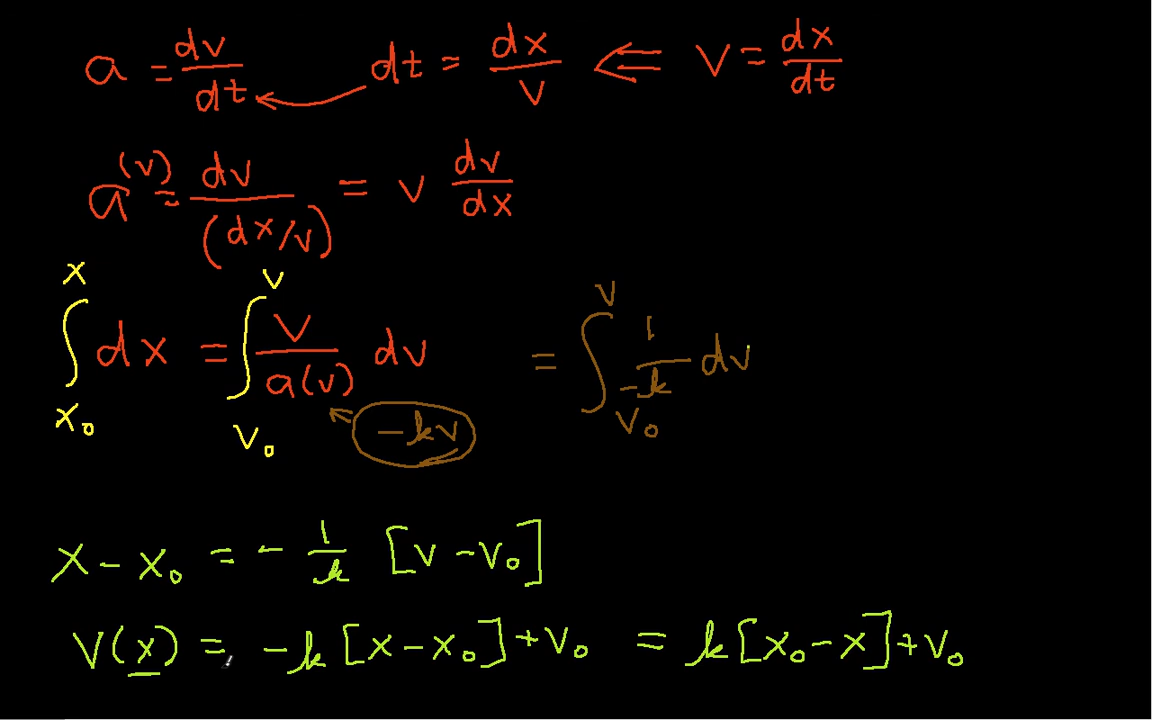 a = dv/dt dt = dx/v ⇐ v = dx/dt
a(v) = dv/(dx/v) = v dv/dx
∫_{x₀}^{x} dx = ∫_{v₀}^{v} v/a(v) dv = ∫_{v₀}^{v} 1/-k dv
-kv
x - x₀ = - 1/k [v - v₀]
v(x) = -k[x - x₀] + v₀ = k[x₀ - x] + v₀